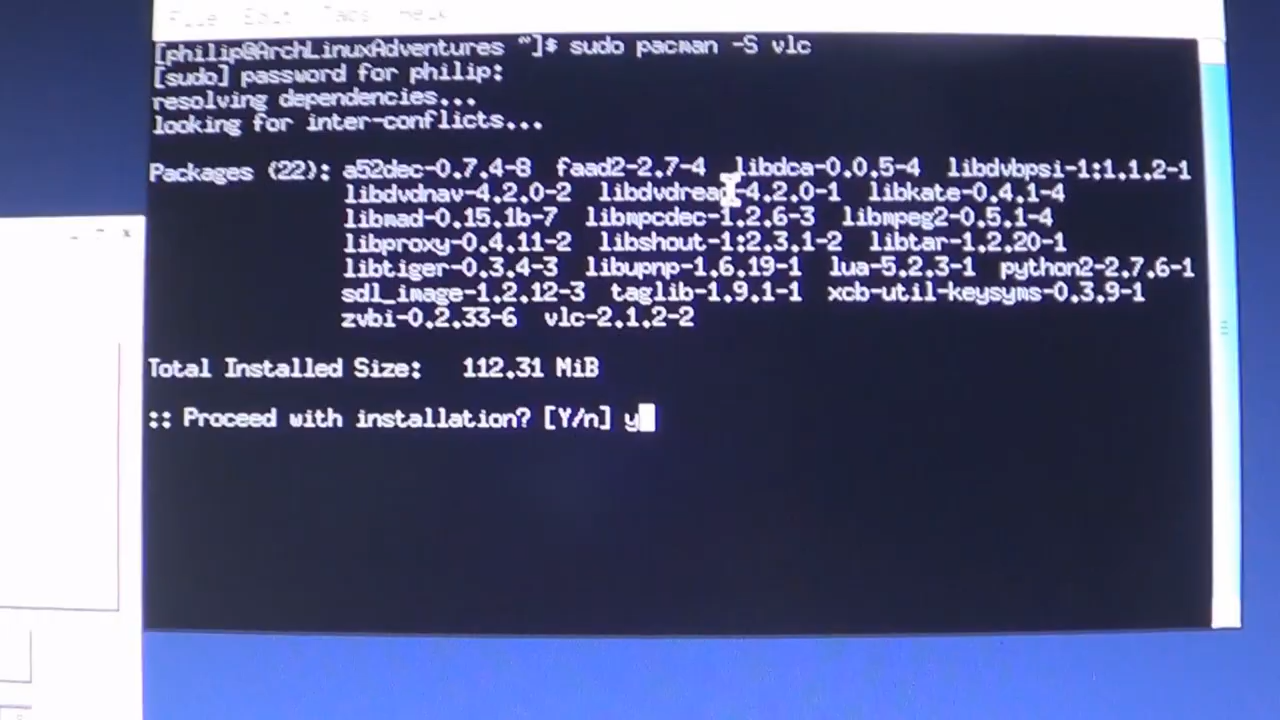 File Edit Tabs Help
[philip@ArchLinuxAdventures ~]$ sudo pacman -S vlc
[sudo] password for philip:
resolving dependencies...
looking for inter-conflicts...
Packages (22): a52dec-0.7.4-8 faad2-2.7-4 libdca-0.0.5-4 libdvbpsi-1:1.1.2-1
libdvdnav-4.2.0-2 libdvdread-4.2.0-1 libkate-0.4.1-4
libmad-0.15.1b-7 libmpcdec-1.2.6-3 libmpeg2-0.5.1-4
libproxy-0.4.11-2 libshout-1:2.3.1-2 libtar-1.2.20-1
libtiger-0.3.4-3 libupnp-1.6.19-1 lua-5.2.3-1 python2-2.7.6-1
sdl_image-1.2.12-3 taglib-1.9.1-1 xcb-util-keysyms-0.3.9-1
zvbi-0.2.33-6 vlc-2.1.2-2
Total Installed Size: 112.31 MiB
:: Proceed with installation? [Y/n] y